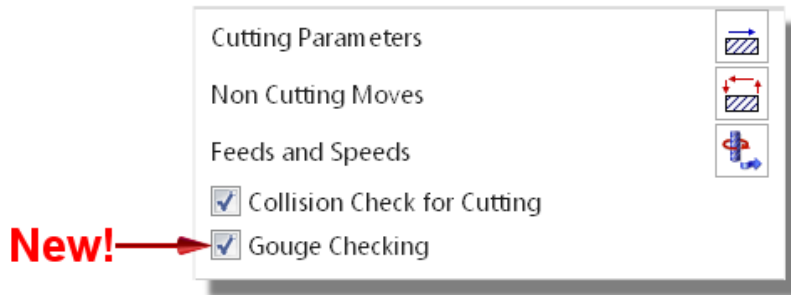 Cutting Parameters
Non Cutting Moves
Feeds and Speeds
Collision Check for Cutting
New! Gouge Checking